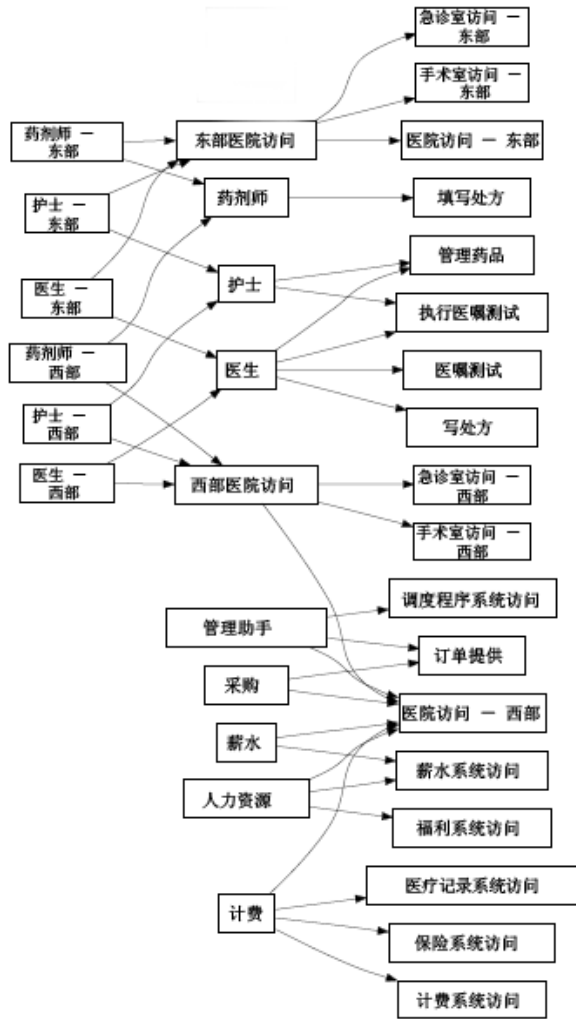 急诊室访问 —
东部
手术室访问 —
东部
药剂师 —
东部
东部医院访问
医院访问 — 东部
药剂师
填写处方
护士 —
东部
管理药品
护士
医生 —
东部
执行医嘱测试
药剂师 —
西部
医生
医嘱测试
护士 —
西部
写处方
医生 —
西部
西部医院访问
急诊室访问 —
西部
手术室访问 —
西部
调度程序系统访问
管理助手
订单提供
采购
医院访问 — 西部
薪水
薪水系统访问
人力资源
福利系统访问
医疗记录系统访问
计费
保险系统访问
计费系统访问